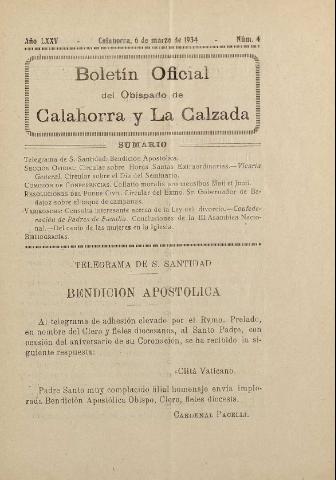 Año LXXV - Calahorra, 6 de marzo de 1934 - Núm. 4
Boletín Oficial
del Obispado de
Calahorra y La Calzada
SUMARIO
Telegrama de S. Santidad: Bendición Apostólica.
SECCIÓN OFICIAL: Circular sobre Horas Santas Extraordinarias.—Vicaría
General. Circular sobre el Día del Seminario.
COLECCIÓN DE CONFERENCIAS. Collatio moralis pro mensibus Maii et Junii.
RESOLUCIONES DEL PODER CIVIL. Circular del Excmo. Sr. Gobernador de Ba-
dajoz sobre el toque de campanas.
VARIEDADES: Consulta interesante acerca de la Ley del divorcio.—Confede-
ración de Padres de Familia. Conclusiones de la III Asamblea Nacio-
nal.—Del canto de las mujeres en la iglesia.
BIBLIOGRAFÍAS.
TELEGRAMA DE S. SANTIDAD
BENDICION APOSTOLICA
Al telegrama de adhesión elevado por el Rvmo. Prelado,
en nombre del Clero y fieles diocesanos, al Santo Padre, con
ocasión del aniversario de su Coronación, se ha recibido la si-
guiente respuesta:
«Cittá Vaticano.
Padre Santo muy complacido filial homenaje envía implo-
rada Bendición Apostólica Obispo, Clero, fieles diócesis.
CARDENAL PACELLI.